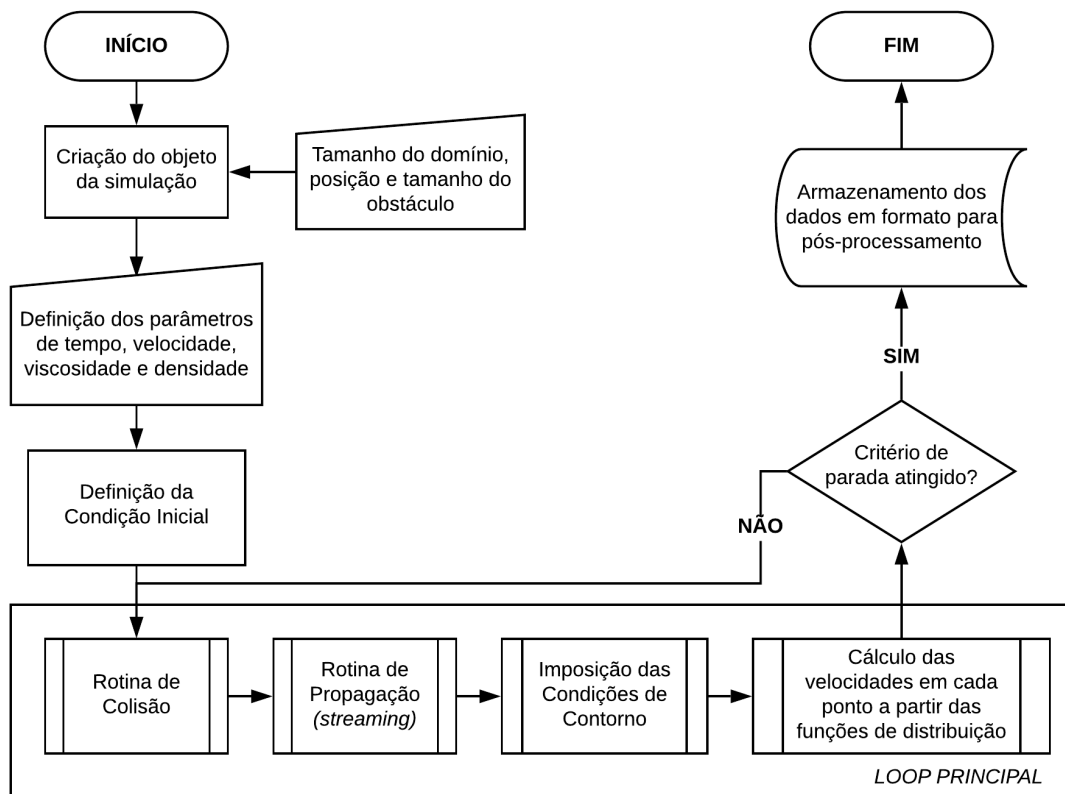 INÍCIO
Criação do objeto
da simulação
Tamanho do domínio,
posição e tamanho do
obstáculo
Definição dos parâmetros
de tempo, velocidade,
viscosidade e densidade
Definição da
Condição Inicial
Rotina de
Colisão
Rotina de
Propagação
(streaming)
Imposição das
Condições de
Contorno
Cálculo das
velocidades em cada
ponto a partir das
funções de distribuição
LOOP PRINCIPAL
Critério de
parada atingido?
NÃO
SIM
Armazenamento dos
dados em formato para
pós-processamento
FIM